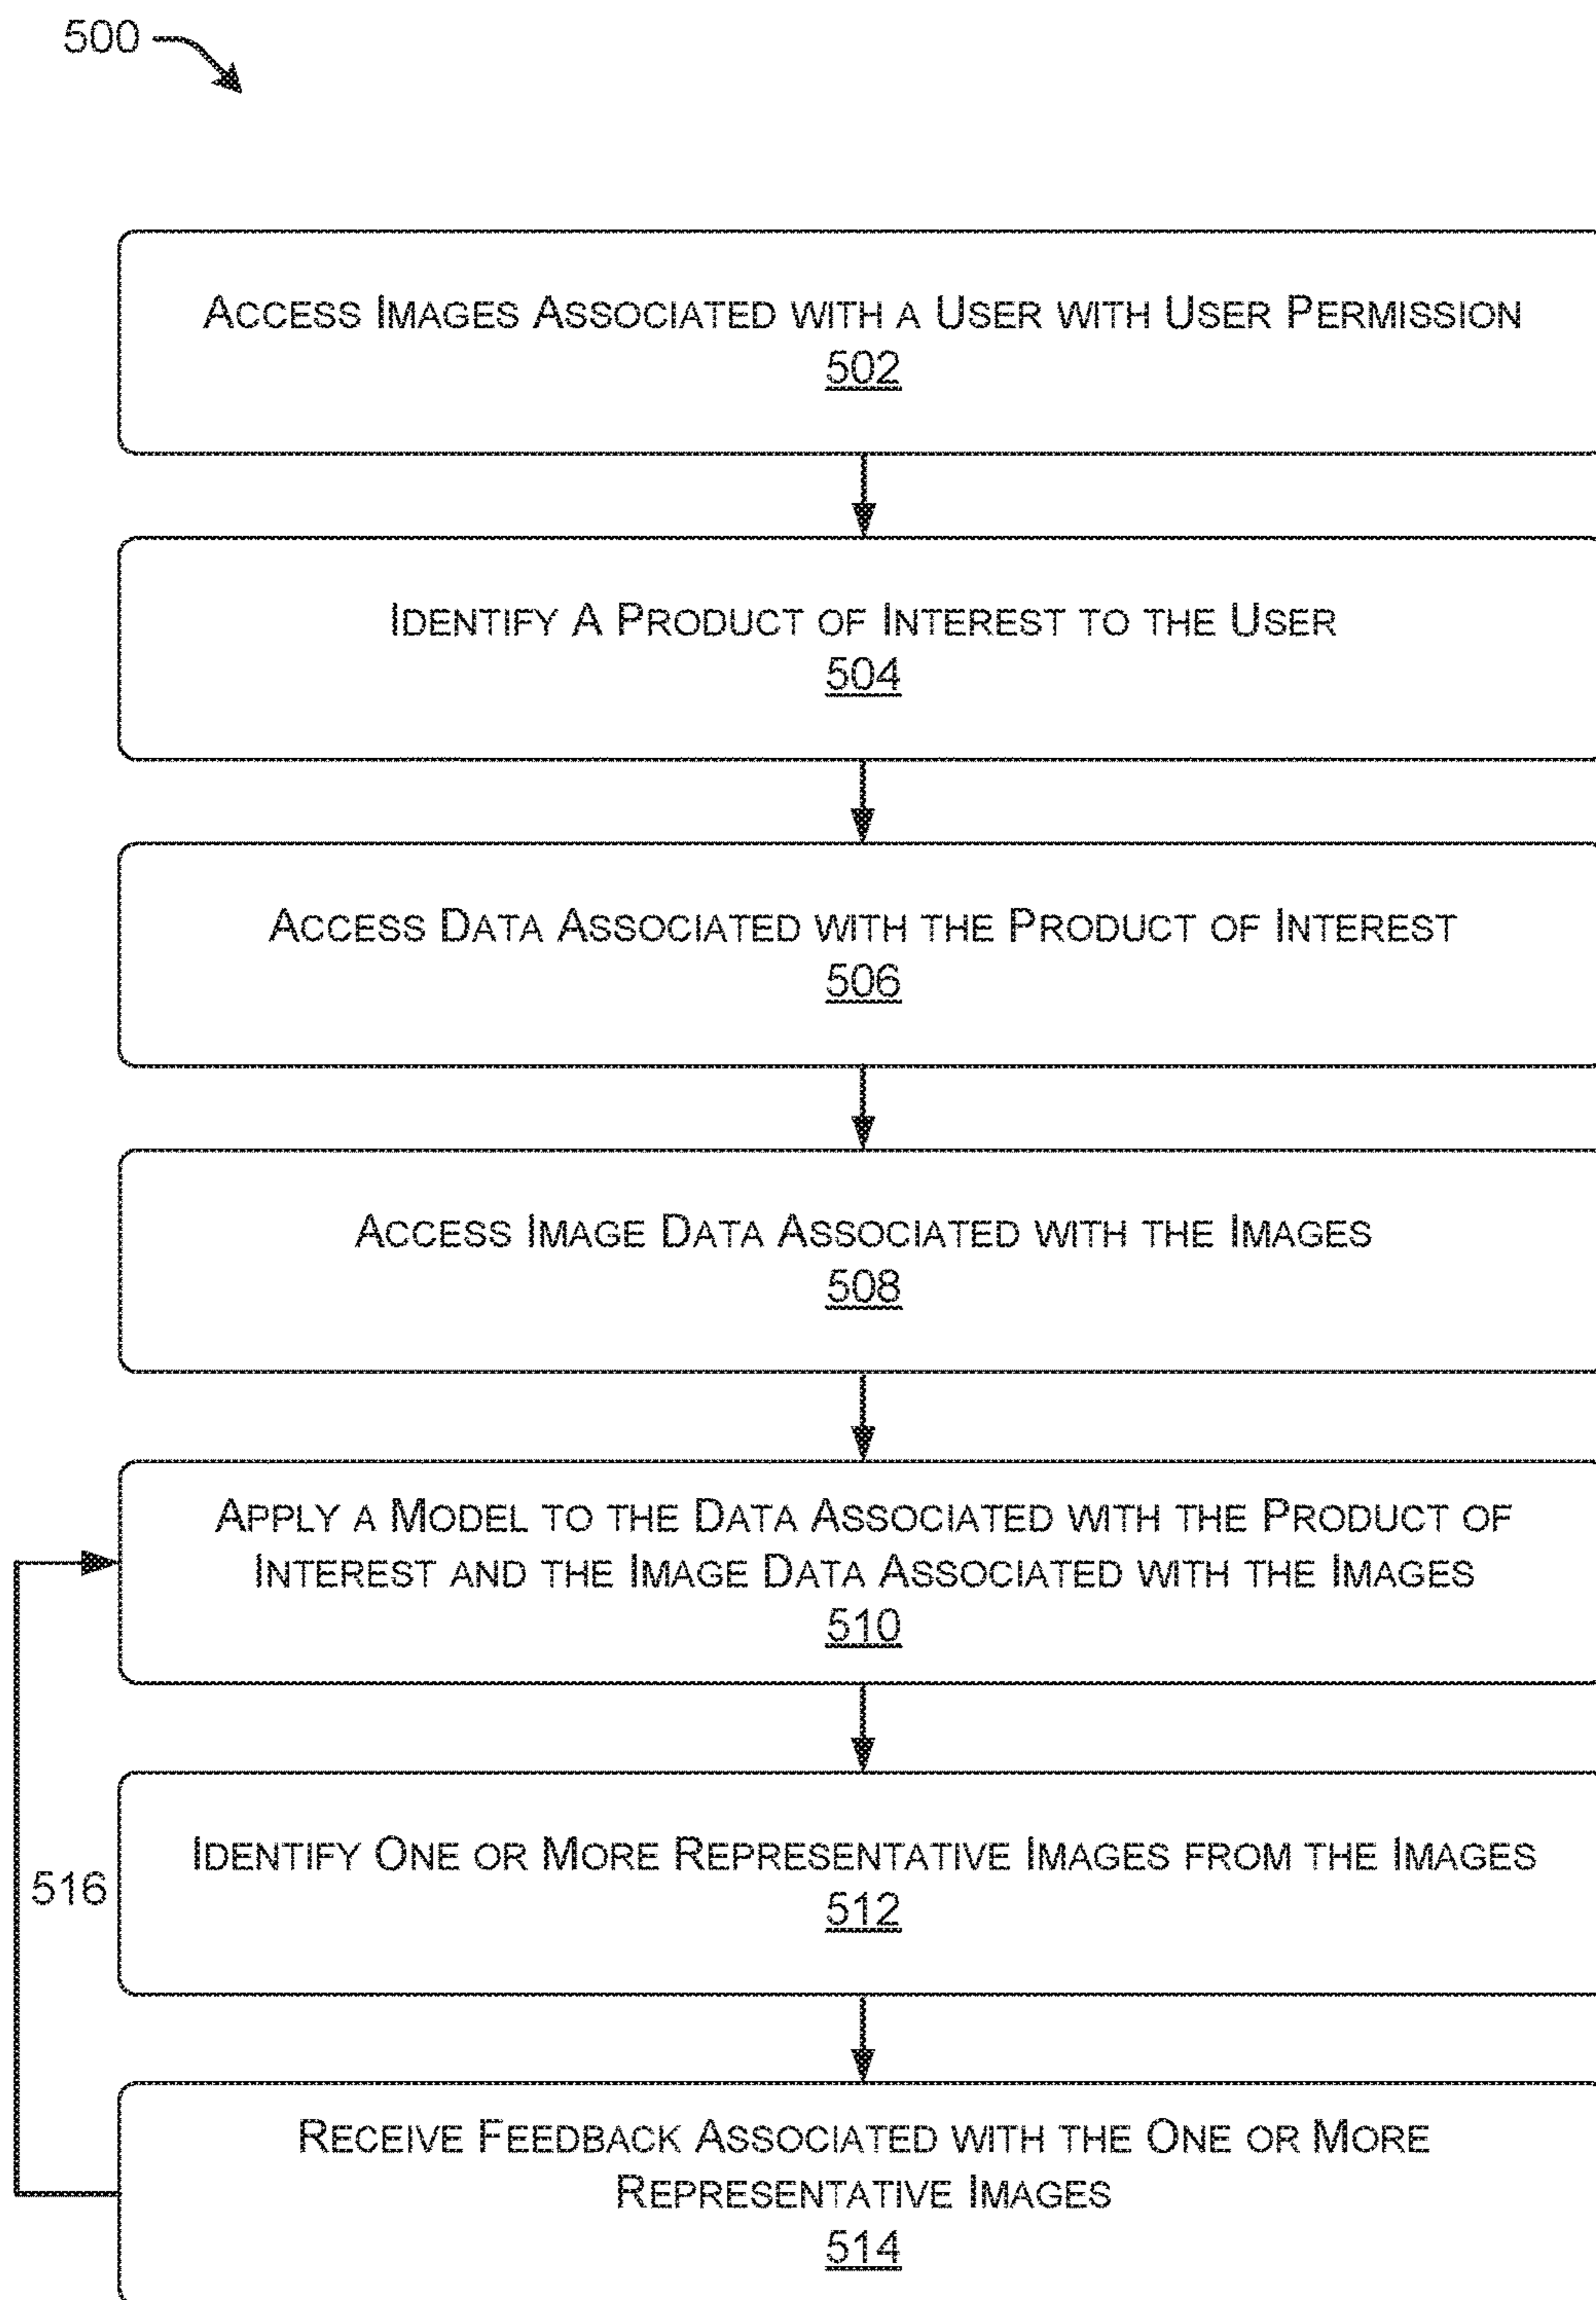 500
ACCESS IMAGES ASSOCIATED WITH A USER WITH USER PERMISSION
502
IDENTIFY A PRODUCT OF INTEREST TO THE USER
504
ACCESS DATA ASSOCIATED WITH THE PRODUCT OF INTEREST
506
ACCESS IMAGE DATA ASSOCIATED WITH THE IMAGES
508
APPLY A MODEL TO THE DATA ASSOCIATED WITH THE PRODUCT OF
INTEREST AND THE IMAGE DATA ASSOCIATED WITH THE IMAGES
510
IDENTIFY ONE OR MORE REPRESENTATIVE IMAGES FROM THE IMAGES
512
516
RECEIVE FEEDBACK ASSOCIATED WITH THE ONE OR MORE
REPRESENTATIVE IMAGES
514